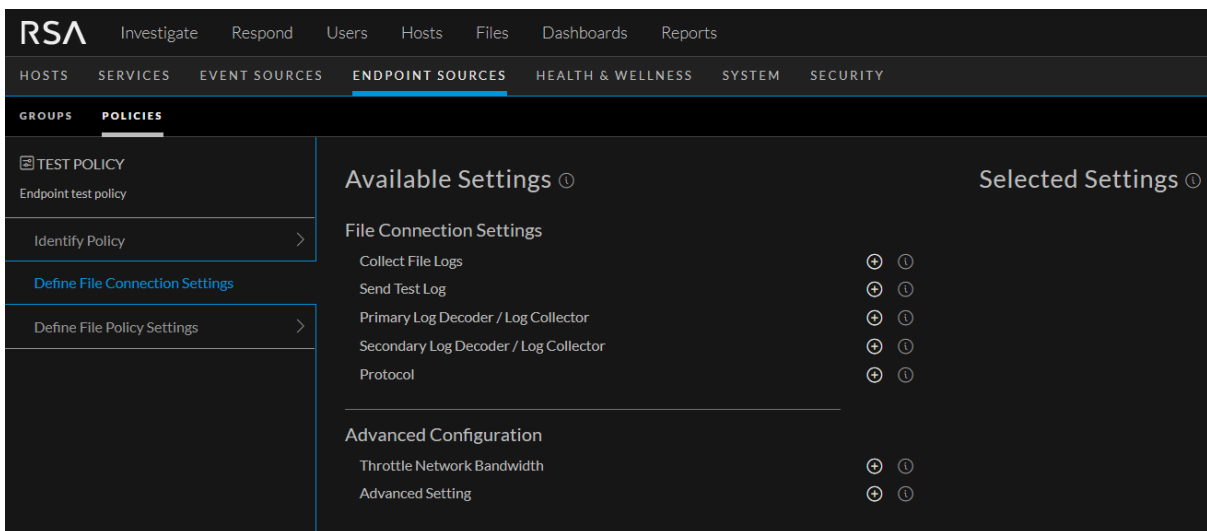 RSA Investigate Respond Users Hosts Files Dashboards Reports
HOSTS SERVICES EVENT SOURCES ENDPOINT SOURCES HEALTH & WELLNESS SYSTEM SECURITY
GROUPS POLICIES
TEST POLICY
Endpoint test policy
Identify Policy
Define File Connection Settings
Define File Policy Settings
Available Settings
File Connection Settings
Collect File Logs
Send Test Log
Primary Log Decoder / Log Collector
Secondary Log Decoder / Log Collector
Protocol
Advanced Configuration
Throttle Network Bandwidth
Advanced Setting
Selected Settings